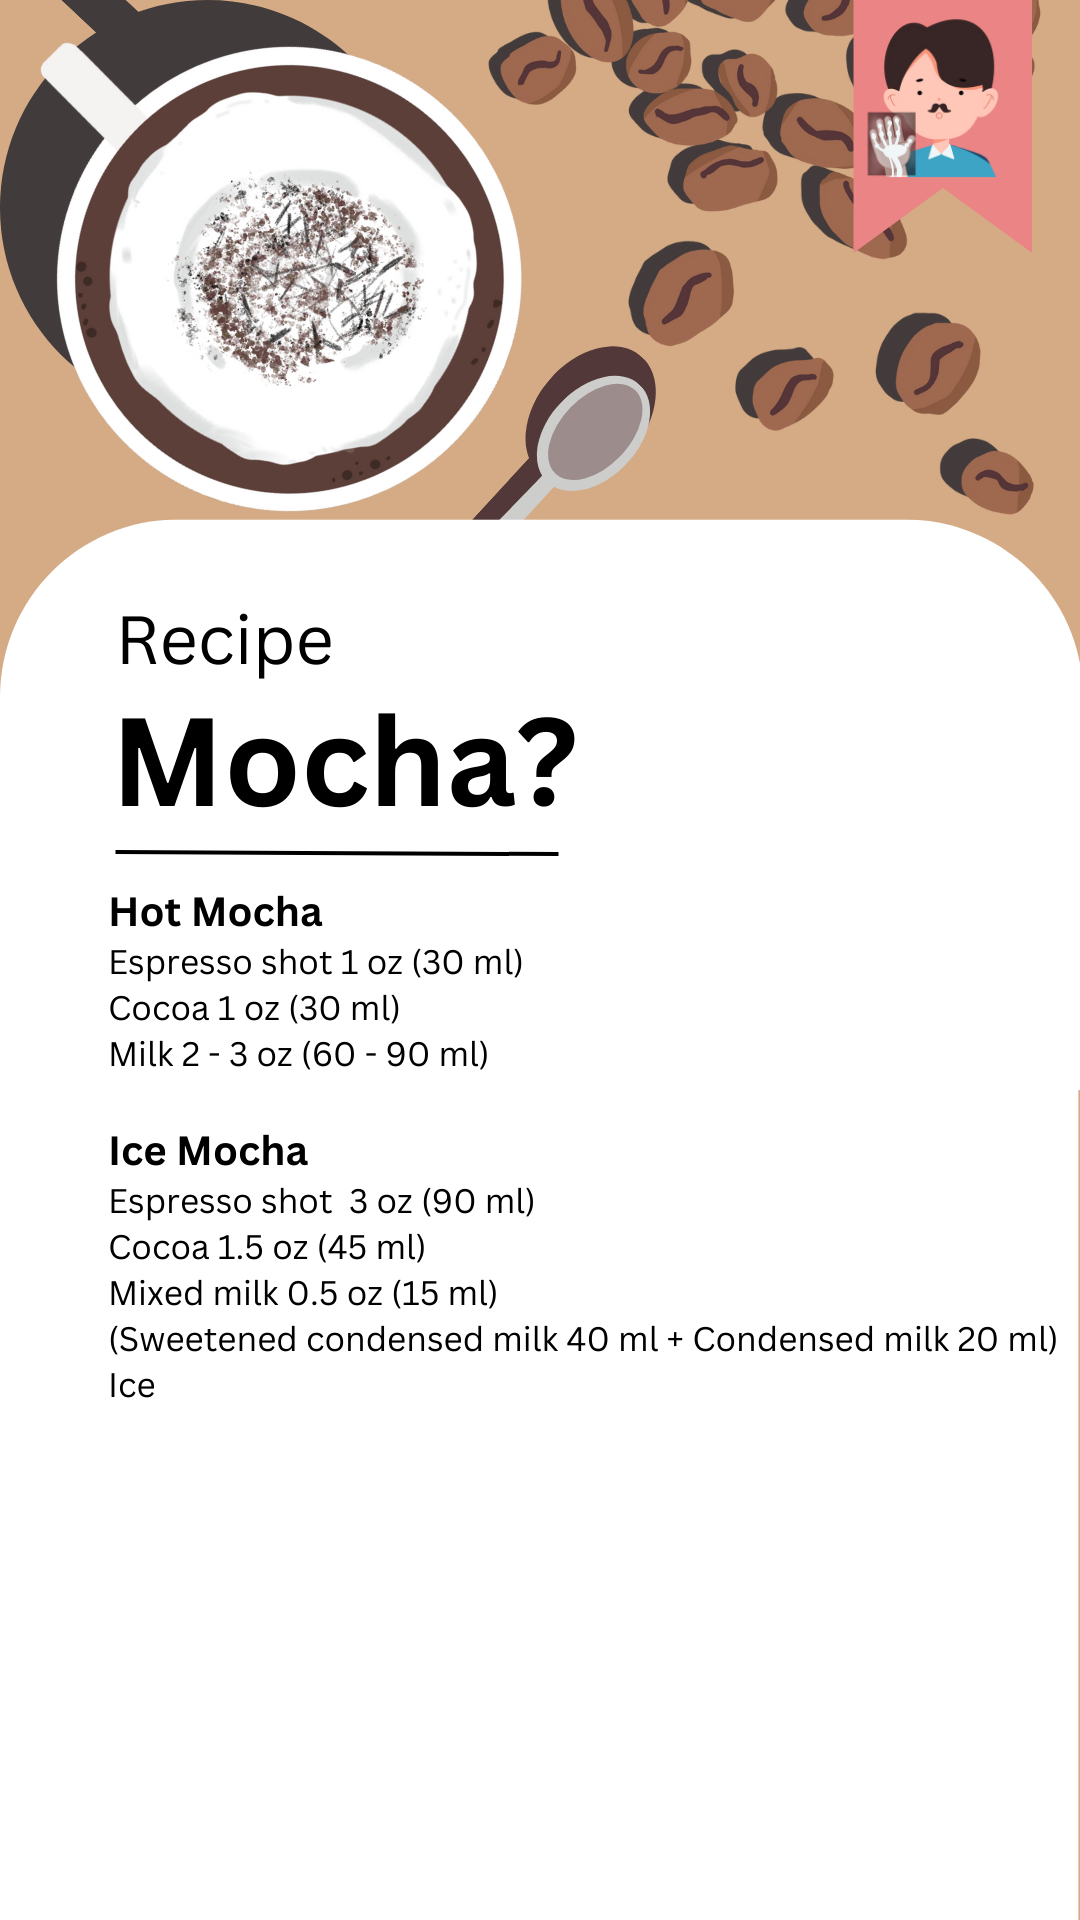 Recipe
Mocha?
Hot Mocha
Espresso shot 1 oz (30 ml)
Cocoa 1 oz (30 ml)
Milk 2 - 3 oz (60 - 90 ml)
Ice Mocha
Espresso shot  3 oz (90 ml)
Cocoa 1.5 oz (45 ml)
Mixed milk 0.5 oz (15 ml)
(Sweetened condensed milk 40 ml + Condensed milk 20 ml)
Ice